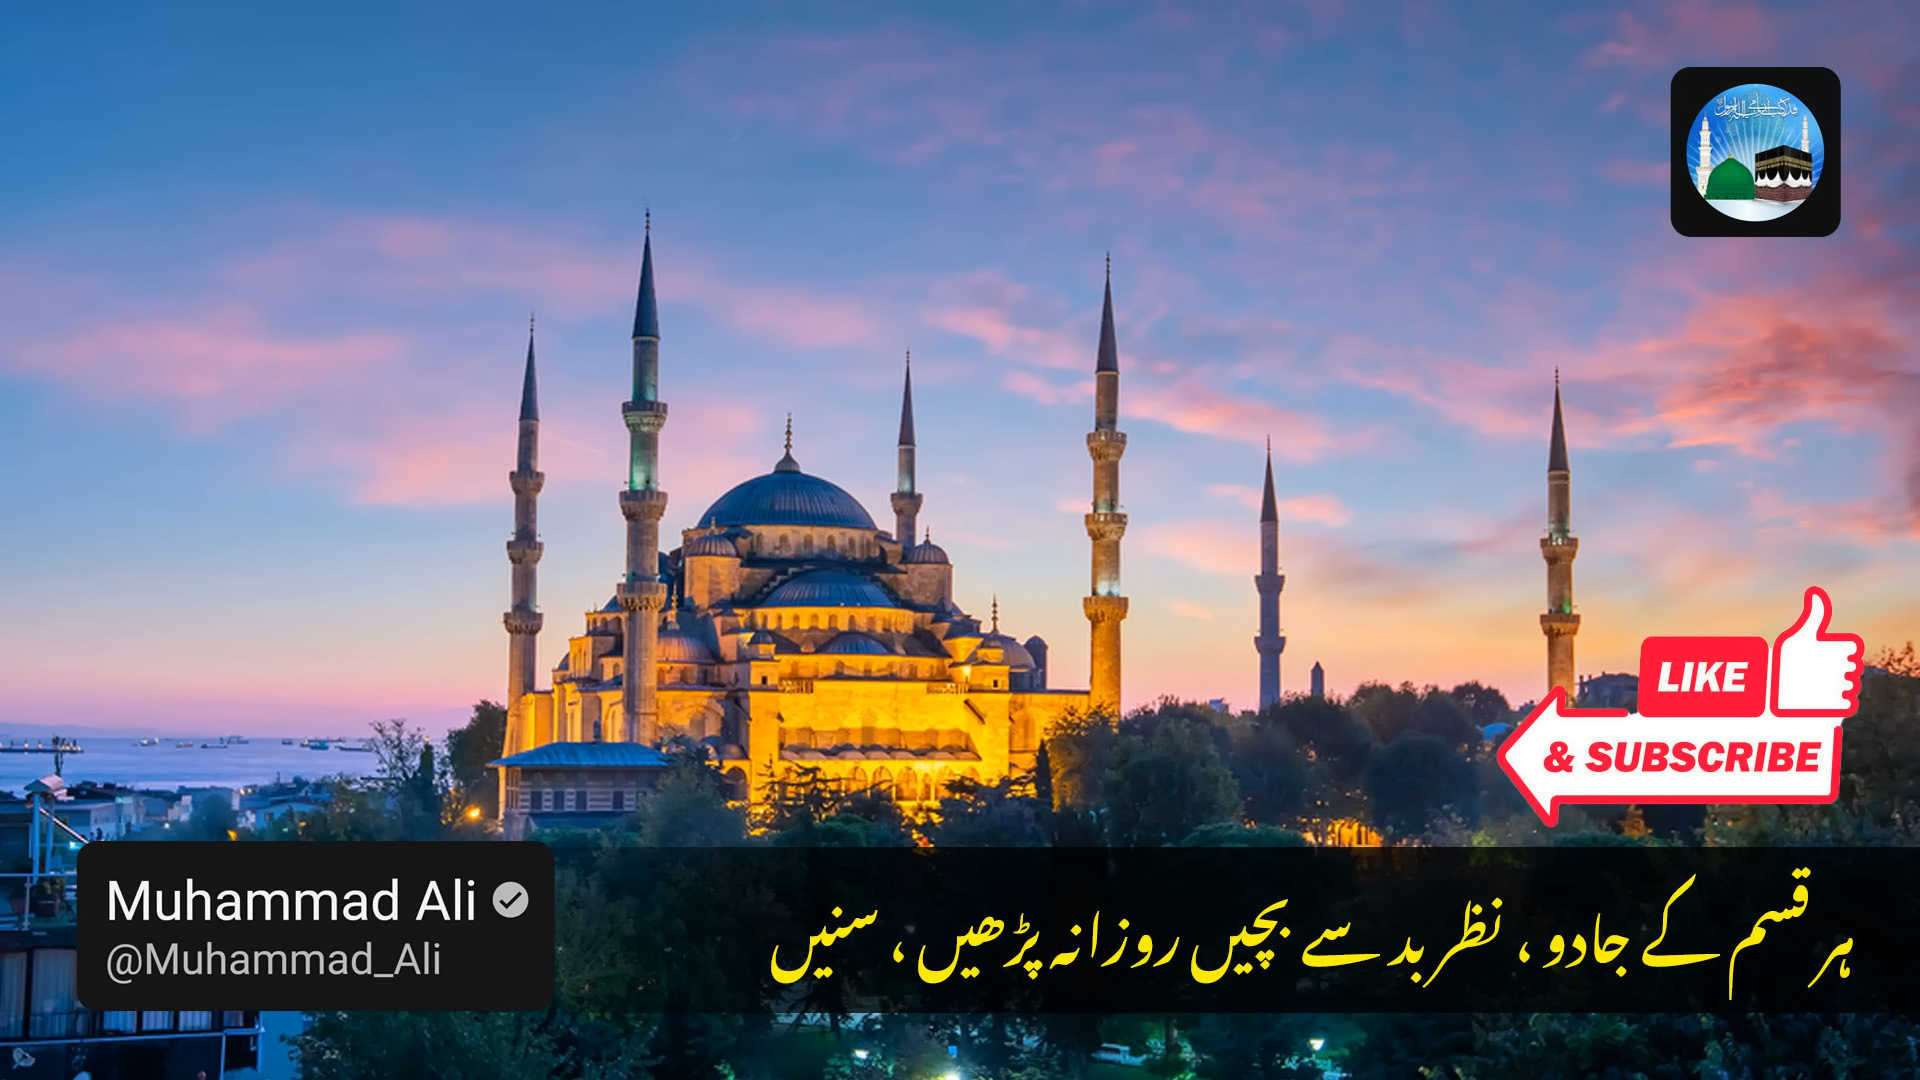 LIKE
& SUBSCRIBE
Muhammad Ali
@Muhammad_Ali
ہر قسم کے جادو ، نظر بد سے بچیں روزانہ پڑھیں ، سنیں